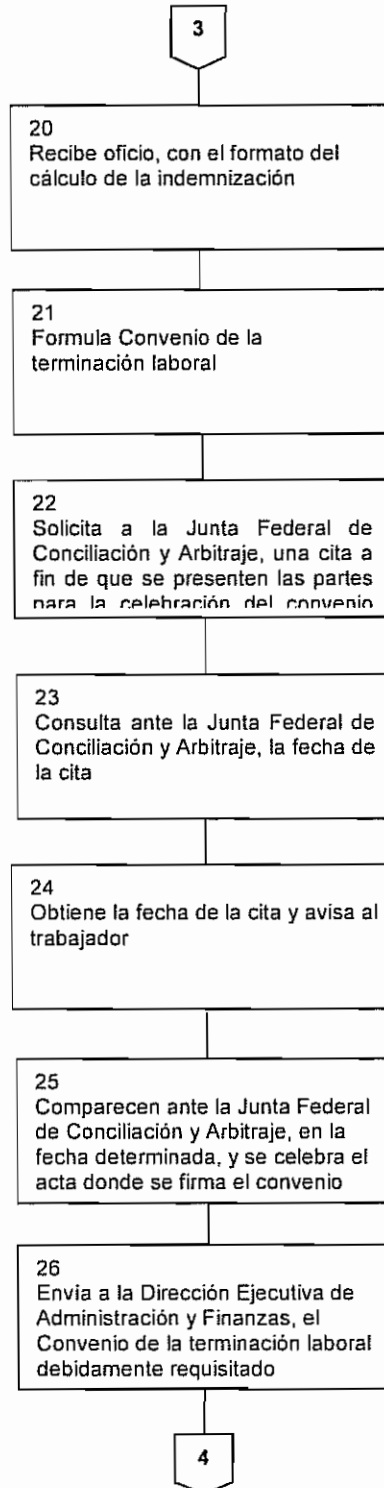 3
20
Recibe oficio, con el formato del
cálculo de la indemnización
21
Formula Convenio de la
terminación laboral
22
Solicita a la Junta Federal de
Conciliación y Arbitraje, una cita a
fin de que se presenten las partes
para la celebración del convenio
23
Consulta ante la Junta Federal de
Conciliación y Arbitraje, la fecha de
la cita
24
Obtiene la fecha de la cita y avisa al
trabajador
25
Comparecen ante la Junta Federal
de Conciliación y Arbitraje, en la
fecha determinada, y se celebra el
acta donde se firma el convenio
26
Envía a la Dirección Ejecutiva de
Administración y Finanzas, el
Convenio de la terminación laboral
debidamente requisitado
4